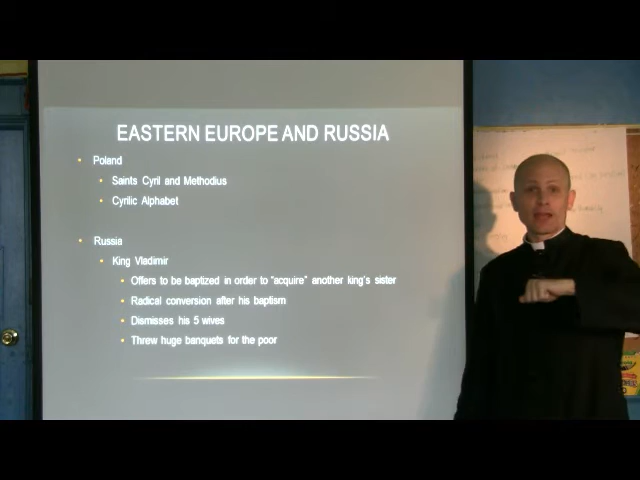 EASTERN EUROPE AND RUSSIA
• Poland
• Saints Cyril and Methodius
• Cyrilic Alphabet
• Russia
• King Vladimir
• Offers to be baptized in order to “acquire” another king's sister
• Radical conversion after his baptism
• Dismisses his 5 wives
• Threw huge banquets for the poor